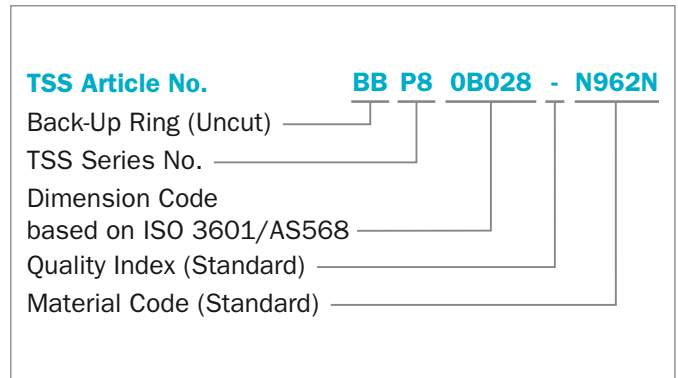 TSS Article No. BB P8 0B028 - N962N
Back-Up Ring (Uncut)
TSS Series No.
Dimension Code
based on ISO 3601/AS568
Quality Index (Standard)
Material Code (Standard)